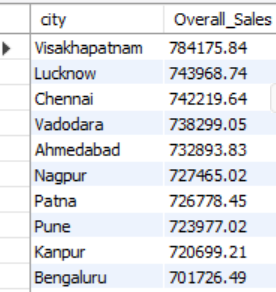 city Overall_Sales
Visakhapatnam 784175.84
Lucknow 743968.74
Chennai 742219.64
Vadodara 738299.05
Ahmedabad 732893.83
Nagpur 727465.02
Patna 726778.45
Pune 723977.02
Kanpur 720699.21
Bengaluru 701726.49